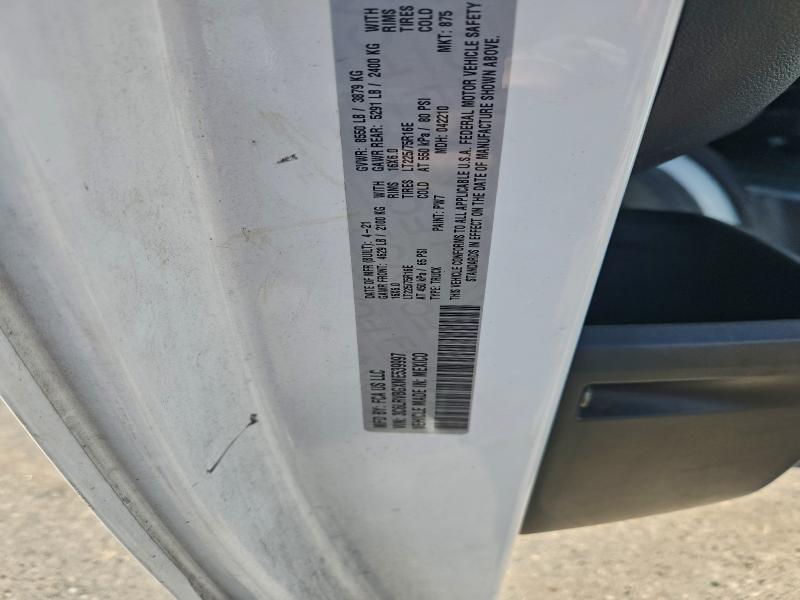 MFD BY: FCA US LLC
DATE OF MFR (BUILT): 4-21
GVWR: 8550 LB / 3879 KG
VIN: 3C6LRVBGXME539997
GAWR FRONT: 4629 LB / 2100 KG WITH
GAWR REAR: 5291 LB / 2400 KG WITH
VEHICLE MADE IN: MEXICO
16X6.0 RIMS
16X6.0 RIMS
LT225/75R16E TIRES
LT225/75R16E TIRES
AT 450 kPa / 65 PSI COLD
AT 550 kPa / 80 PSI COLD
TYPE: TRUCK
PAINT: PW7
MDH: 042210
MKT: 875
THIS VEHICLE CONFORMS TO ALL APPLICABLE U.S.A. FEDERAL MOTOR VEHICLE SAFETY
STANDARDS IN EFFECT ON THE DATE OF MANUFACTURE SHOWN ABOVE.